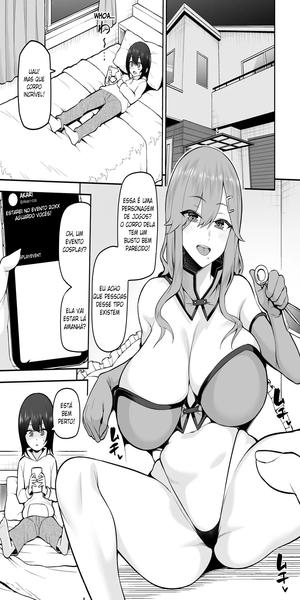 WHOA...
UAU!
MAS QUE
CORPO
INCRÍVEL!
AKARI
ESTAREI NO EVENTO 20XX
AGUARDO VOCÊS!
ESSA É UMA
PERSONAGEM
DE JOGOS?
O CORPO DELA
TEM UM
BUSTO BEM
PARECIDO!
OH, UM
EVENTO
COSPLAY?
EU ACHO
QUE PESSOAS
DESSE TIPO
EXISTEM
ELA VAI
ESTAR LÁ
AMANHÃ?
ESTÁ
BEM
PERTO!